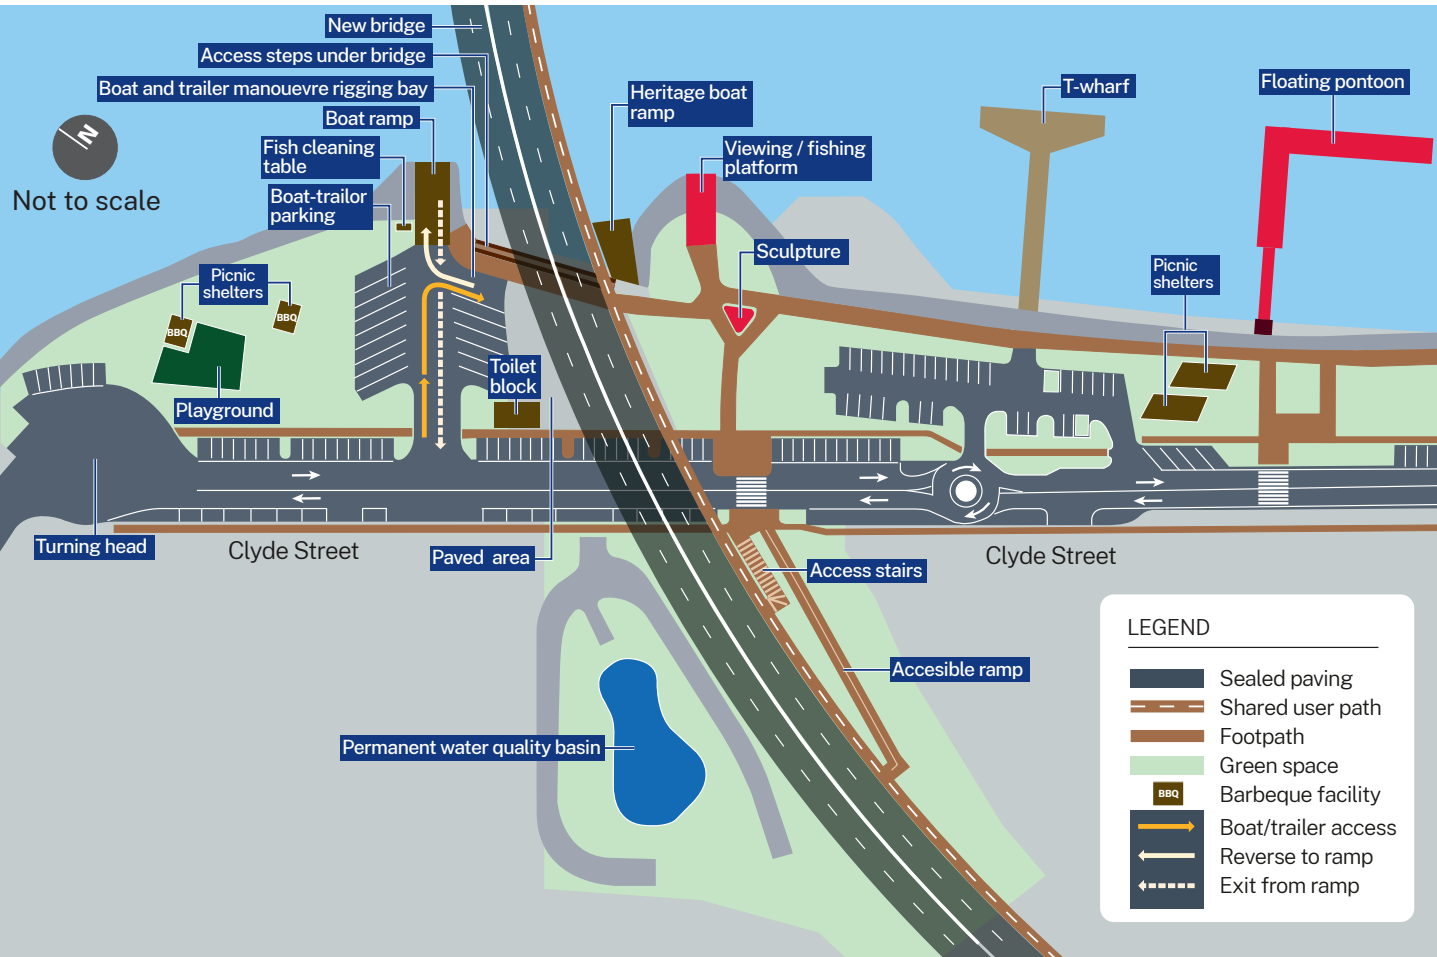 New bridge
Access steps under bridge
Boat and trailer manouevre rigging bay
Boat ramp
Fish cleaning
table
Boat-trailor
parking
N
Not to scale
Heritage boat
ramp
Viewing / fishing
platform
T-wharf
Floating pontoon
Sculpture
Picnic
shelters
Picnic
shelters
BBQ
BBQ
Playground
Toilet
block
Turning head
Clyde Street
Paved area
Clyde Street
Access stairs
Accesible ramp
Permanent water quality basin
LEGEND
Sealed paving
Shared user path
Footpath
Green space
BBQ
Barbeque facility
Boat/trailer access
Reverse to ramp
Exit from ramp